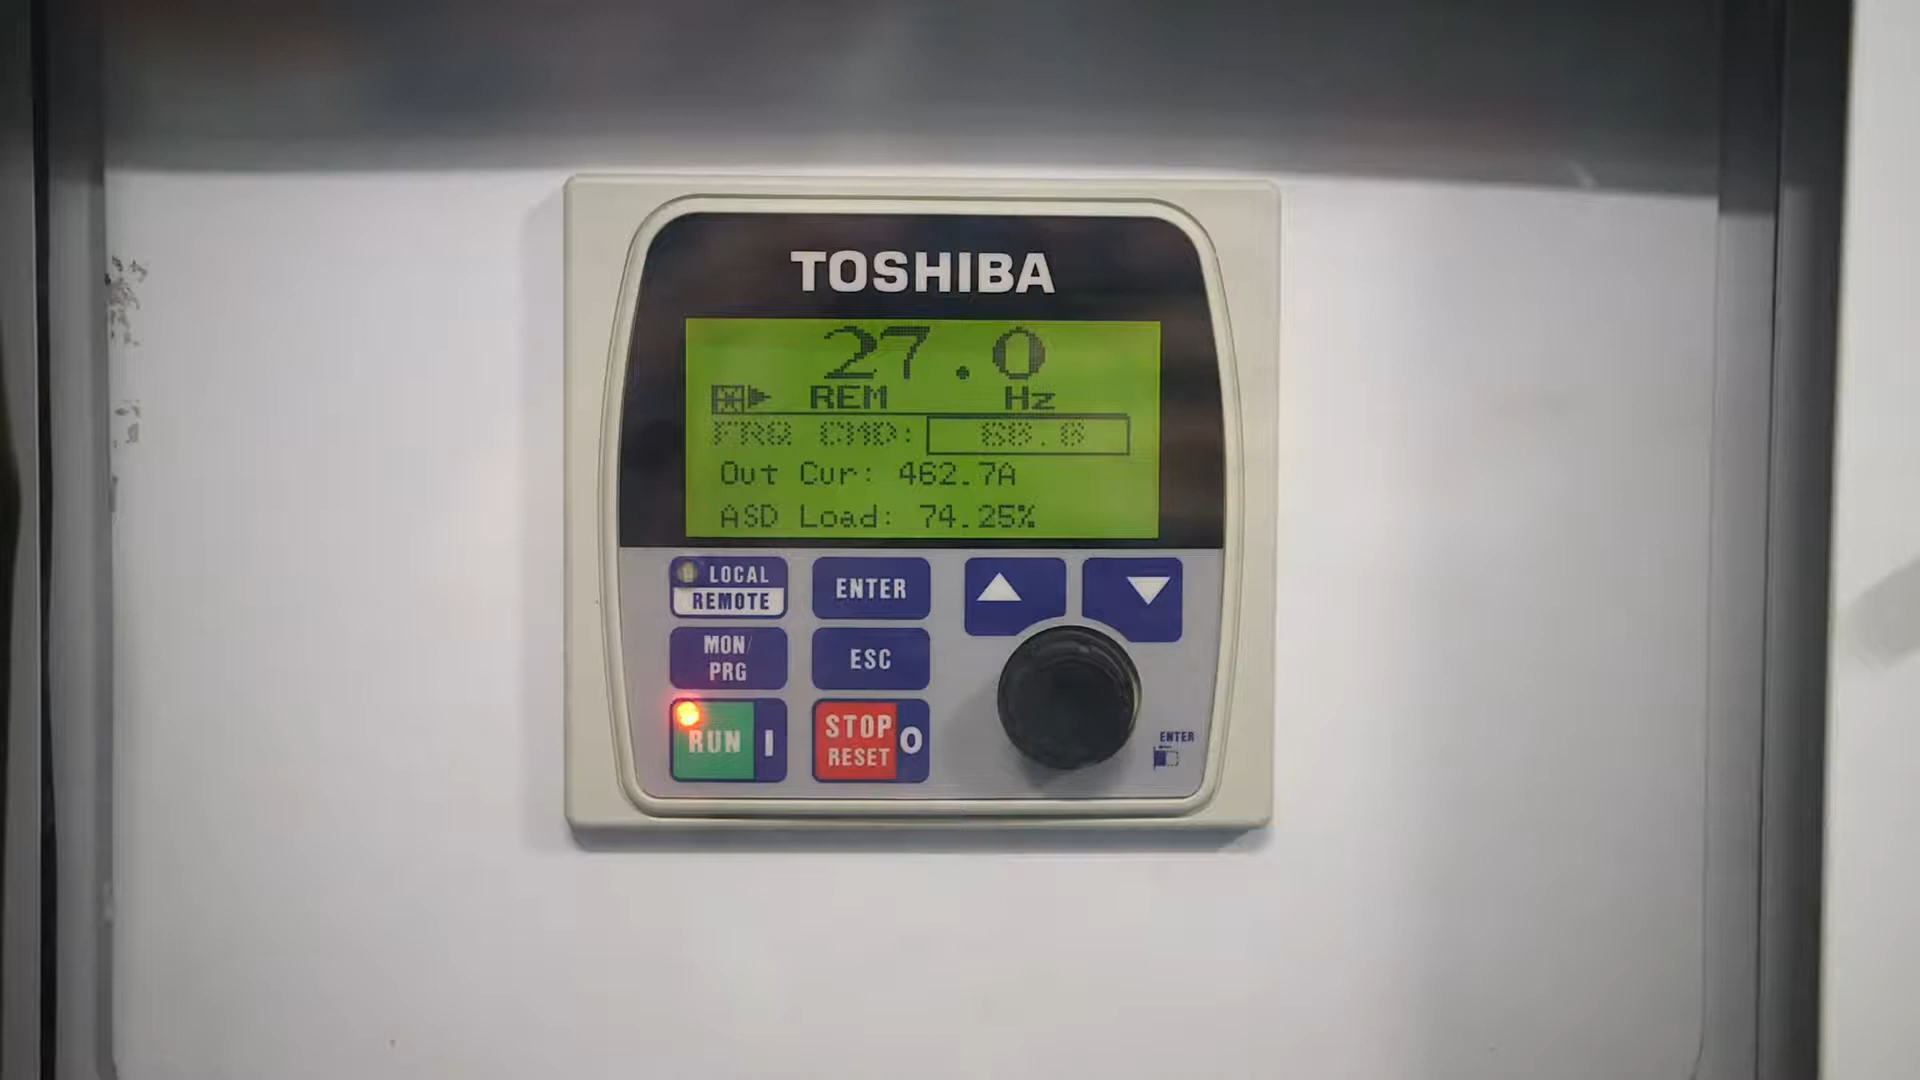 TOSHIBA
27.0
REM Hz
FRQ CMD:
Out Cur: 462.7A
ASD Load: 74.25%
LOCAL
REMOTE
ENTER
MON/
PRG
ESC
RUN I
STOP
RESET O
ENTER